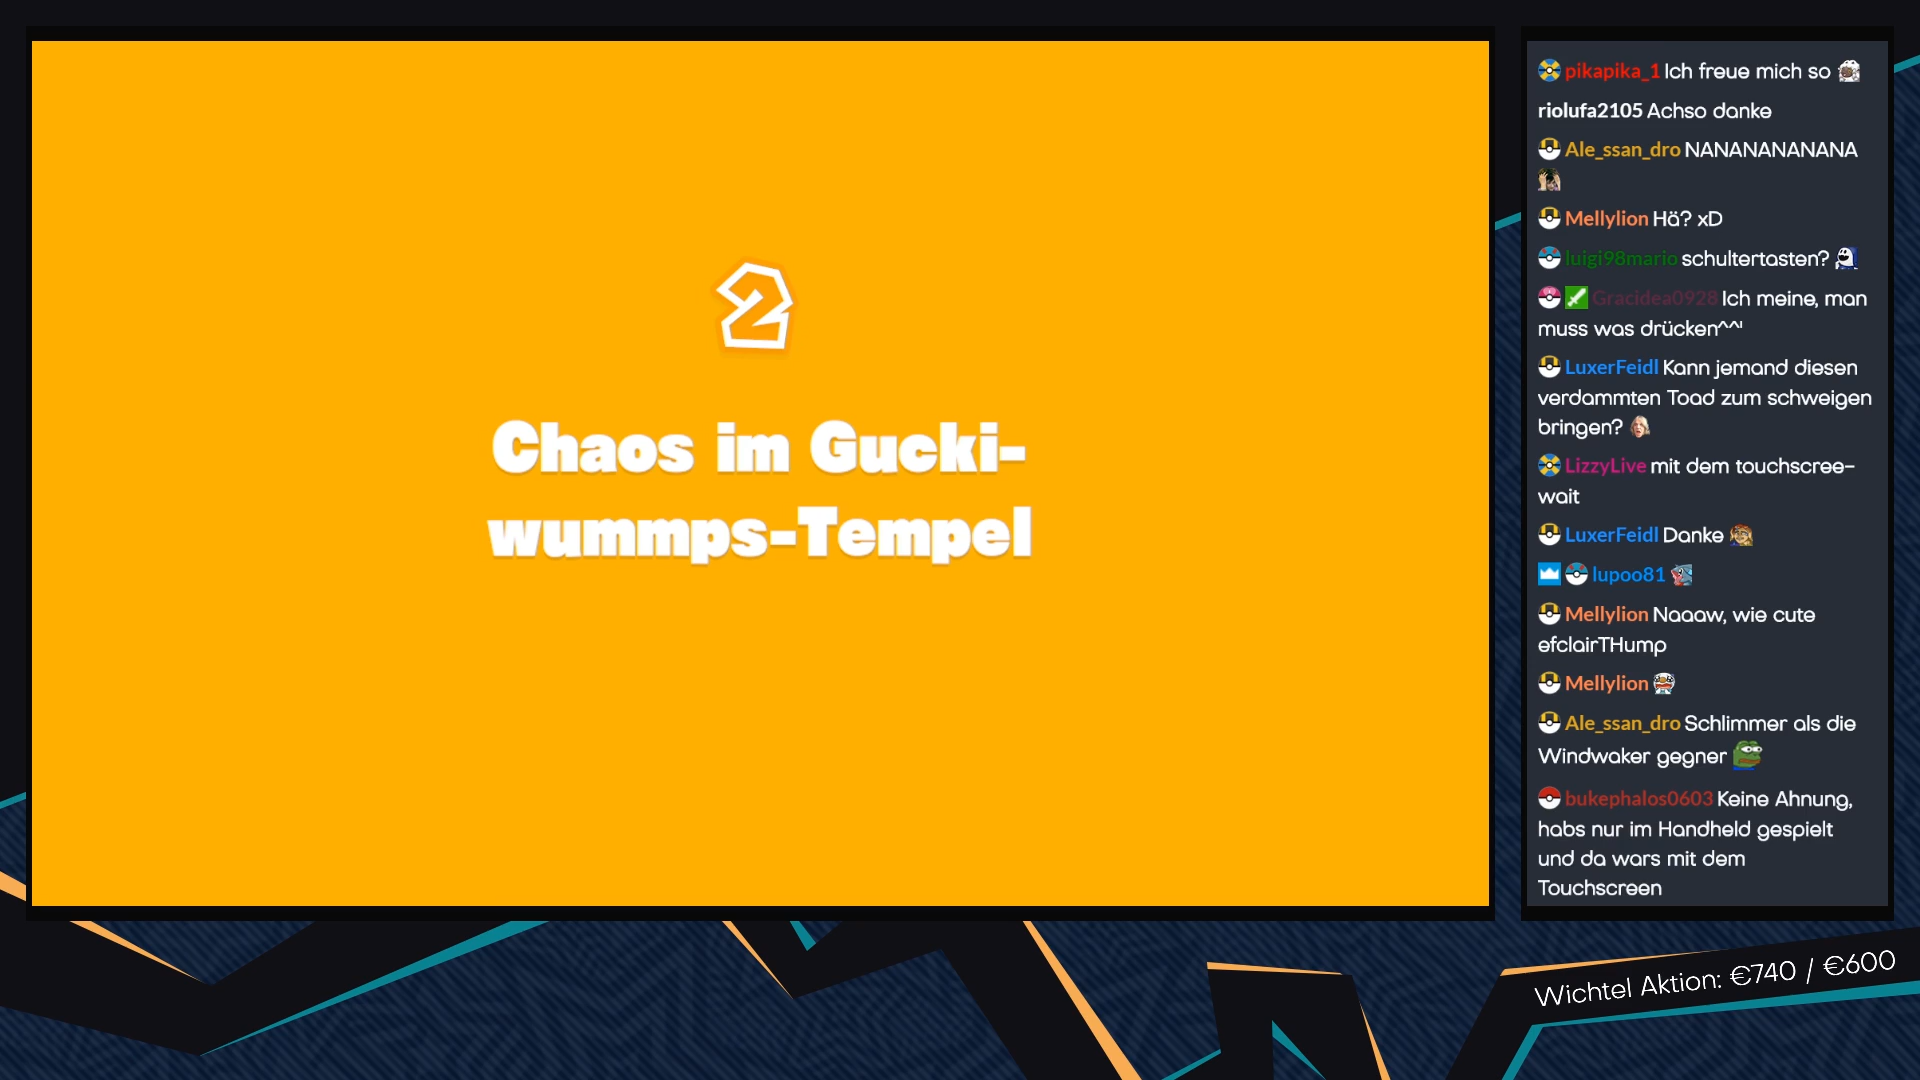 2
Chaos im Gucki-
wummps-Tempel
pikapika_1 Ich freue mich so
riolufa2105 Achso danke
Ale_ssan_dro NANANANANANA
Mellylion Hä? xD
luigi98mario schultertasten?
Gracidea0928 Ich meine, man
muss was drücken^^'
LuxerFeidl Kann jemand diesen
verdammten Toad zum schweigen
bringen?
LizzyLive mit dem touchscree-
wait
LuxerFeidl Danke
lupoo81
Mellylion Naaaw, wie cute
efclairTHump
Mellylion
Ale_ssan_dro Schlimmer als die
Windwaker gegner
bukephalos0603 Keine Ahnung,
habs nur im Handheld gespielt
und da wars mit dem
Touchscreen
Wichtel Aktion: €740 / €600